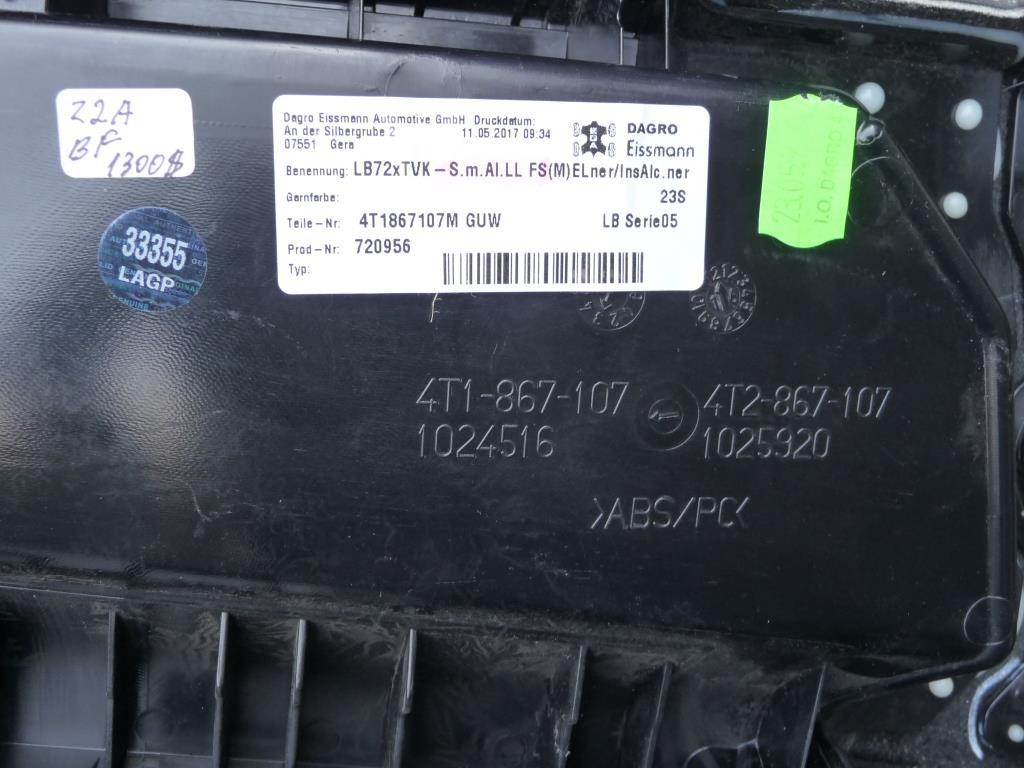 22A
BF
1300$
33355
LAGP
Dagro Eissmann Automotive GmbH Druckdatum:
An der Silbergrube 2 11.05.2017 09:34
07551 Gera
DAGRO
Eissmann
Benennung: LB72xTVK-S.m.Al.LL FS(M)ELner/InsAlc.ner
Garnfarbe: 23S
Teile-Nr: 4T1867107M GUW LB Serie05
Prod-Nr: 720956
Typ:
I.O. DAGRO
4T1-867-107
1024516
4T2-867-107
1025920
>ABS/PC<